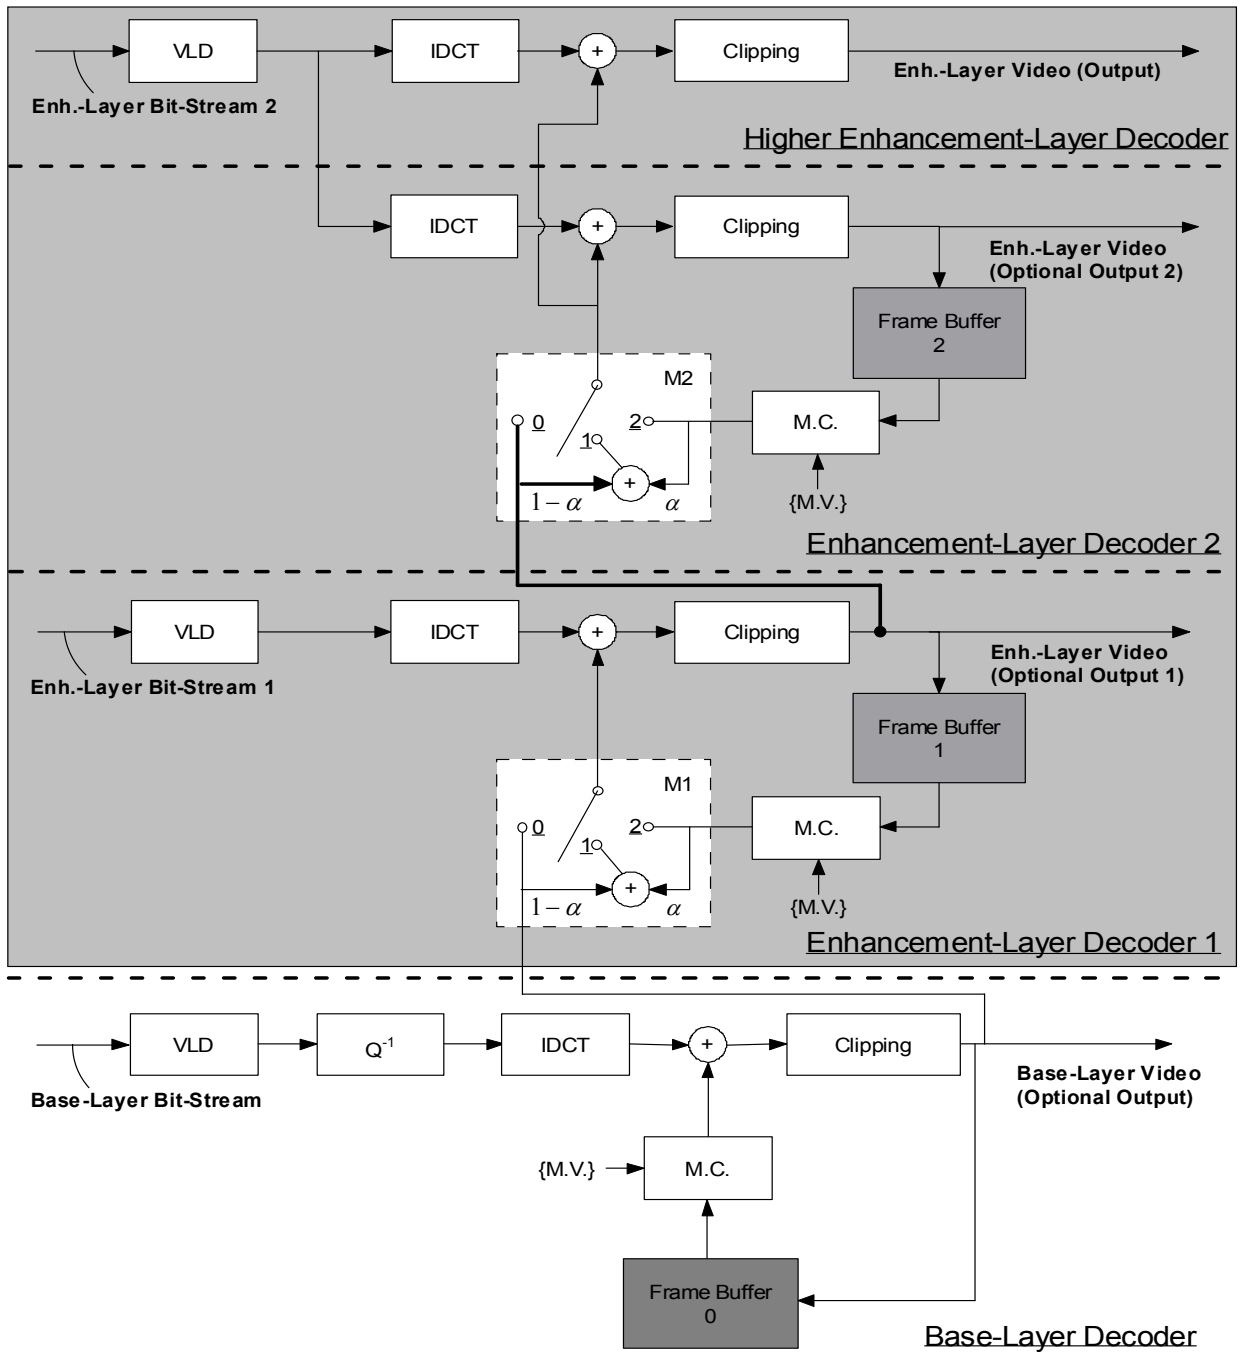 VLD
IDCT
+
Clipping
Enh.-Layer Bit-Stream 2
Enh.-Layer Video (Output)
Higher Enhancement-Layer Decoder
IDCT
+
Clipping
Enh.-Layer Video
(Optional Output 2)
Frame Buffer
2
M2
0
1
2
M.C.
+
1 − α
α
{M.V.}
Enhancement-Layer Decoder 2
VLD
IDCT
+
Clipping
Enh.-Layer Bit-Stream 1
Enh.-Layer Video
(Optional Output 1)
Frame Buffer
1
M1
0
1
2
M.C.
+
1 − α
α
{M.V.}
Enhancement-Layer Decoder 1
VLD
Q⁻¹
IDCT
+
Clipping
Base-Layer Bit-Stream
Base-Layer Video
(Optional Output)
{M.V.}
M.C.
Frame Buffer
0
Base-Layer Decoder